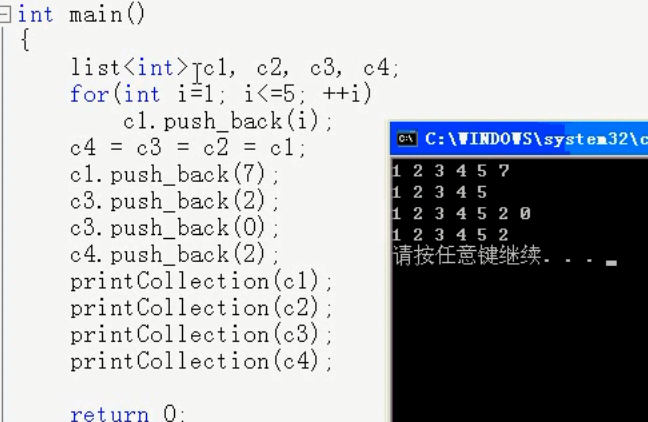 int main()
{
list<int> c1, c2, c3, c4;
for(int i=1; i<=5; ++i)
c1.push_back(i);
c4 = c3 = c2 = c1;
c1.push_back(7);
c3.push_back(2);
c3.push_back(0);
c4.push_back(2);
printCollection(c1);
printCollection(c2);
printCollection(c3);
printCollection(c4);
return 0;
C:\WINDOWS\system32\c
1 2 3 4 5 7
1 2 3 4 5
1 2 3 4 5 2 0
1 2 3 4 5 2
请按任意键继续. . .